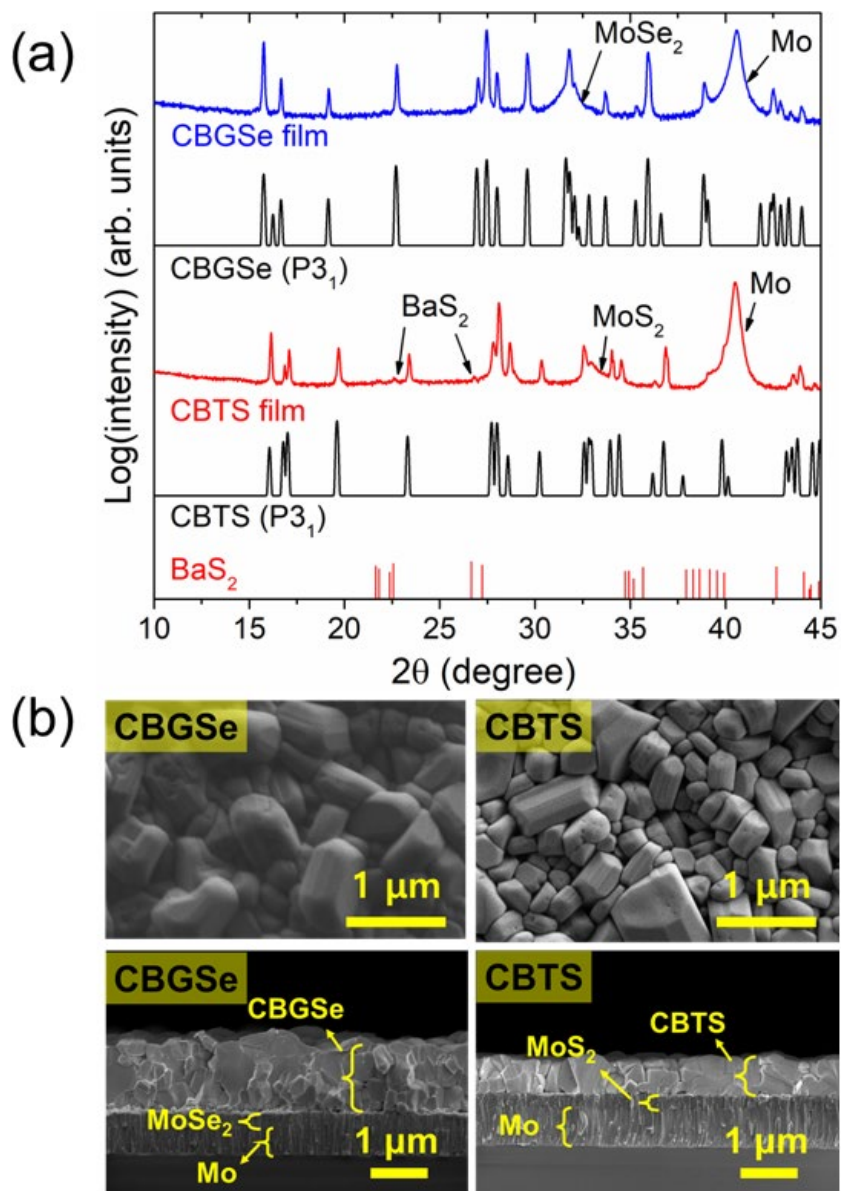 (a)
Log(intensity) (arb. units)
MoSe₂
Mo
CBGSe film
CBGSe (P3₁)
BaS₂
MoS₂
Mo
CBTS film
CBTS (P3₁)
BaS₂
10 15 20 25 30 35 40 45
2θ (degree)
(b)
CBGSe
1 μm
CBTS
1 μm
CBGSe
CBGSe
MoSe₂
Mo
1 μm
CBTS
CBTS
MoS₂
Mo
1 μm